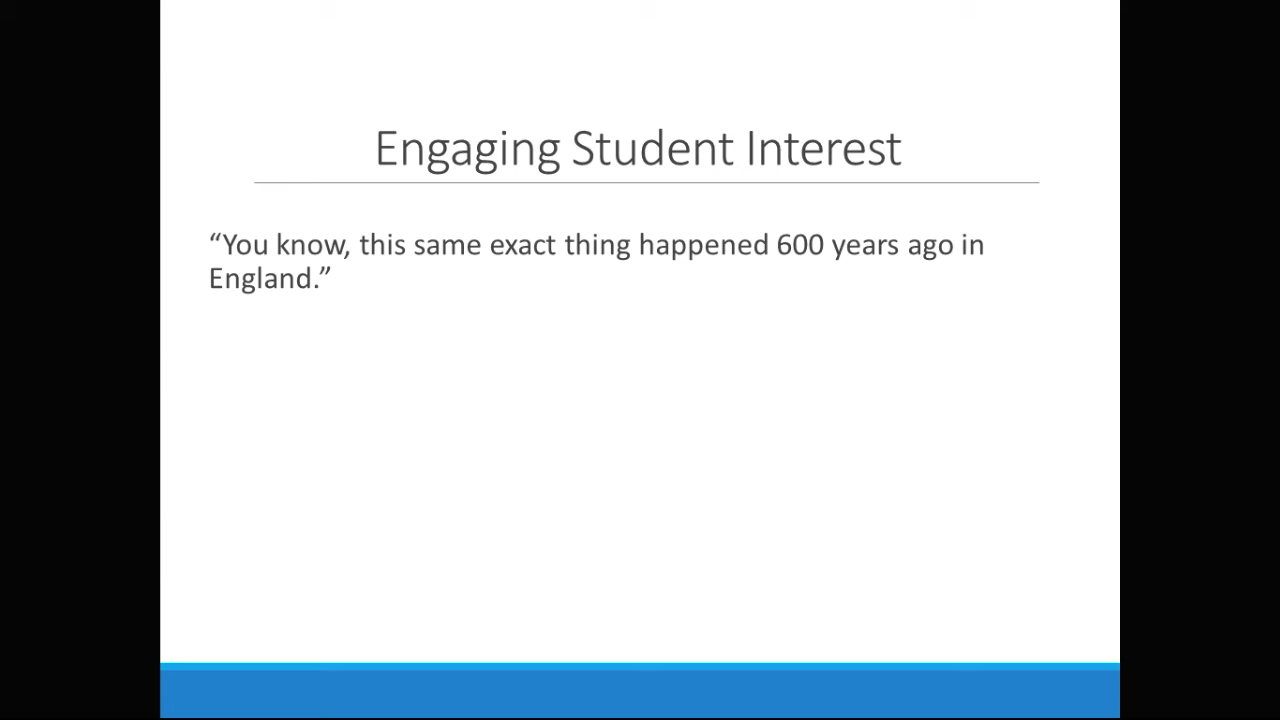 Engaging Student Interest
“You know, this same exact thing happened 600 years ago in
England.”